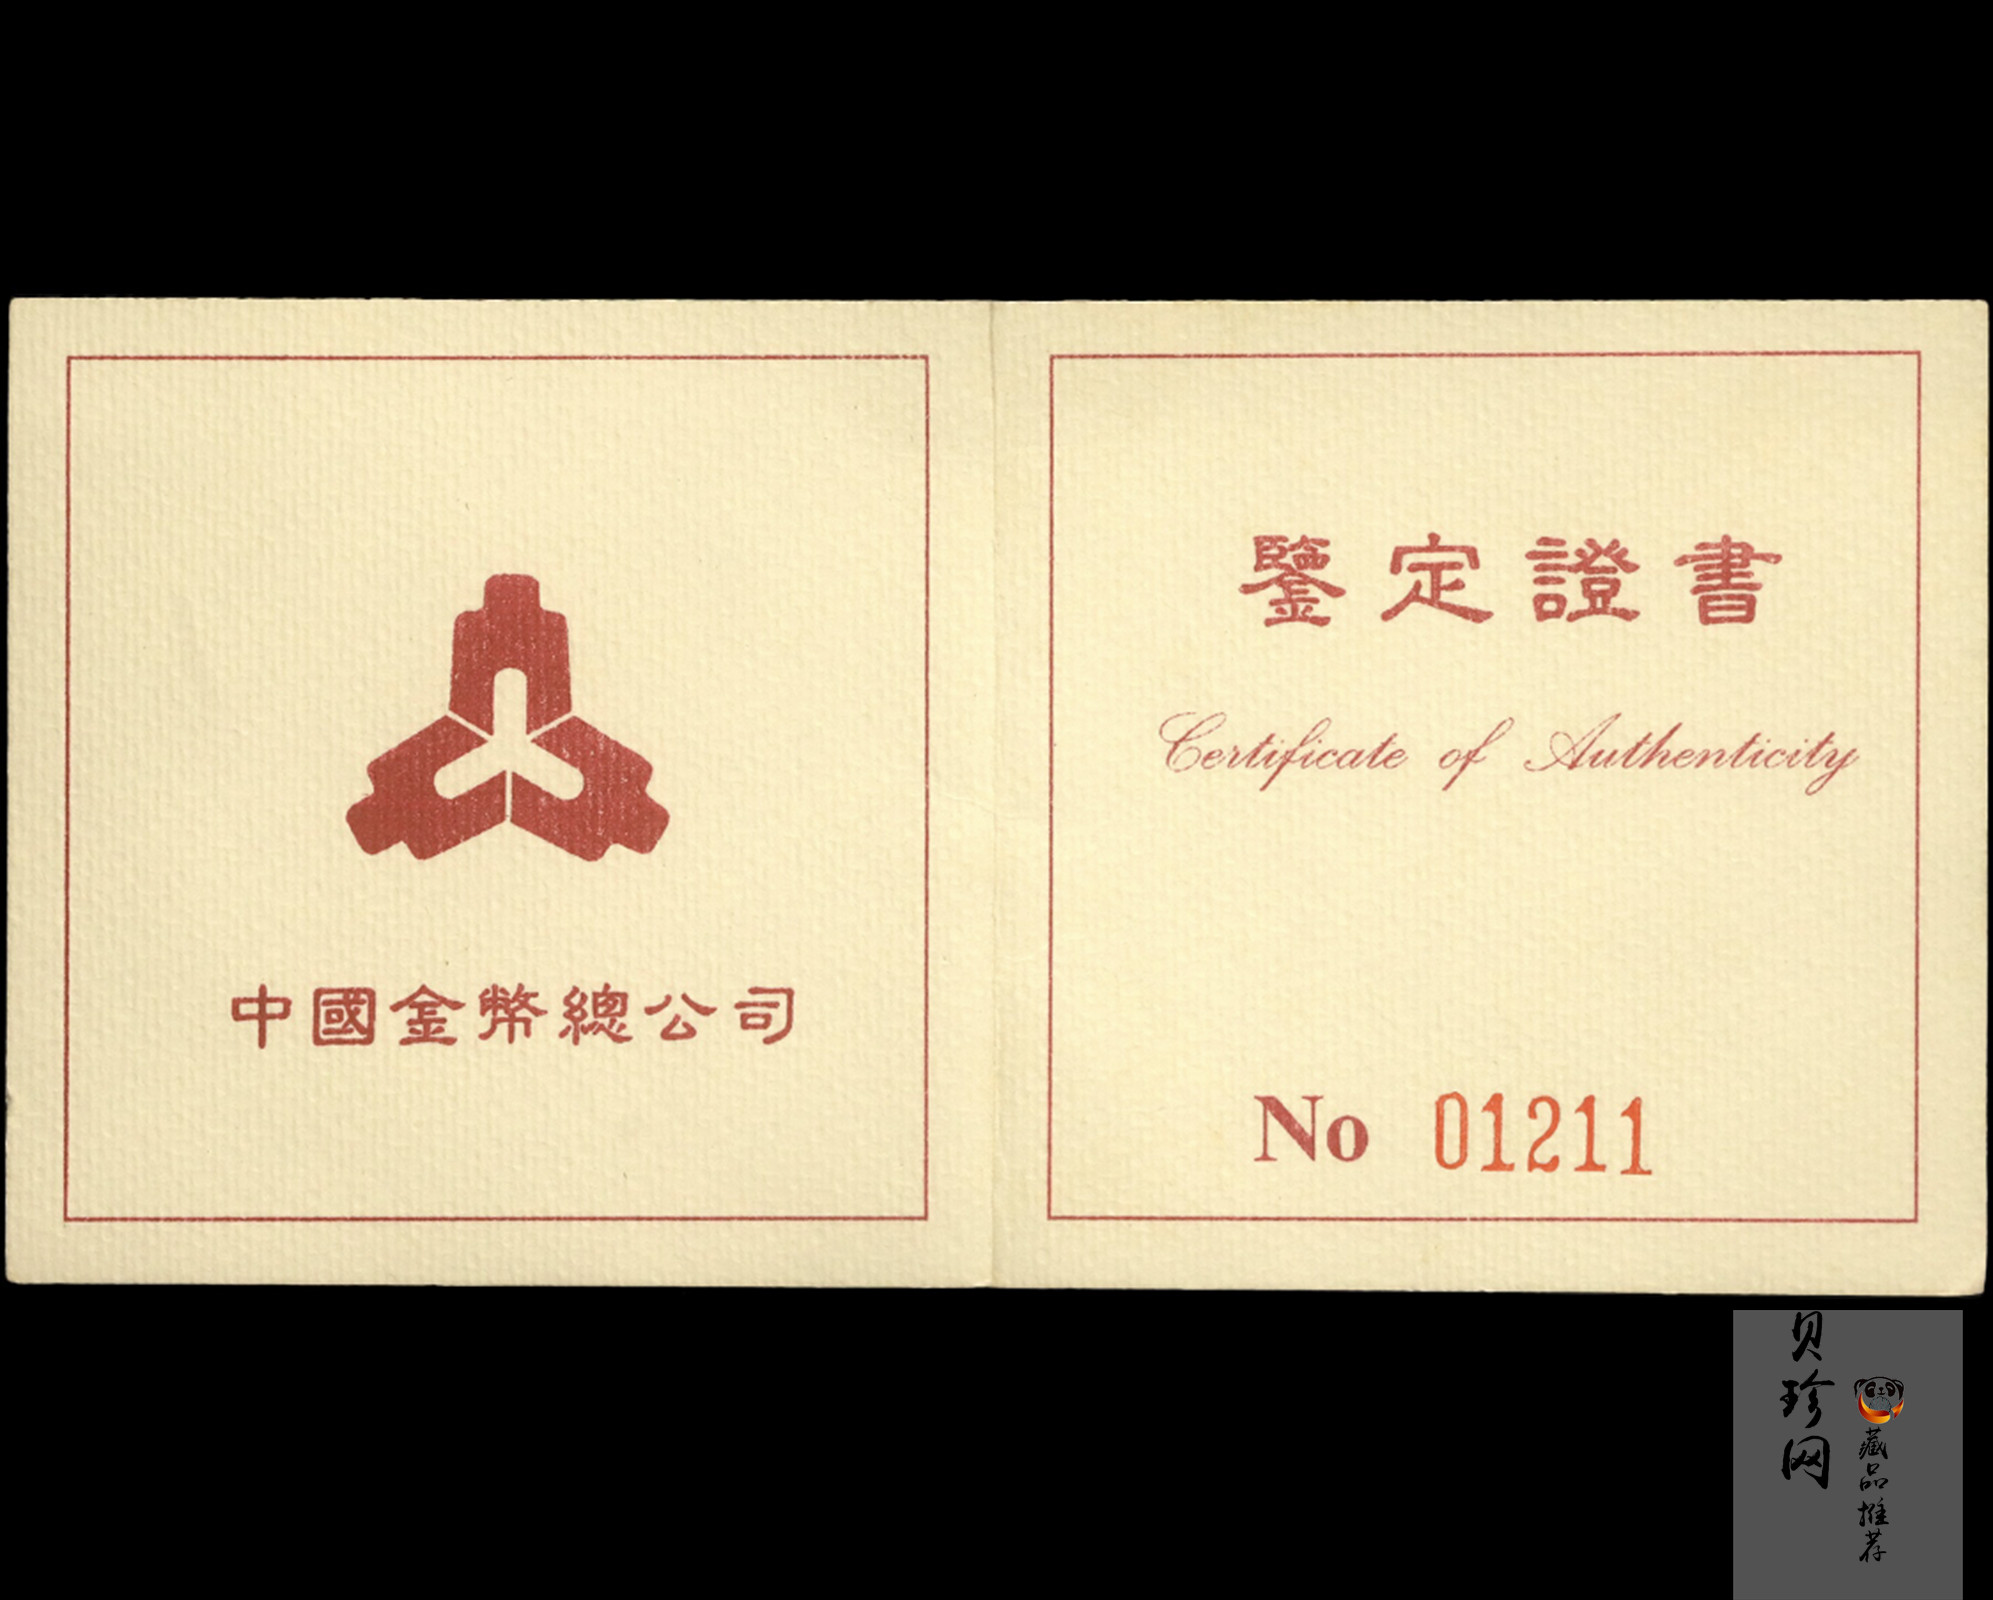 中國金幣總公司
鑒定證書
Certificate of Authenticity
No 01211
贝珍网
藏品推荐